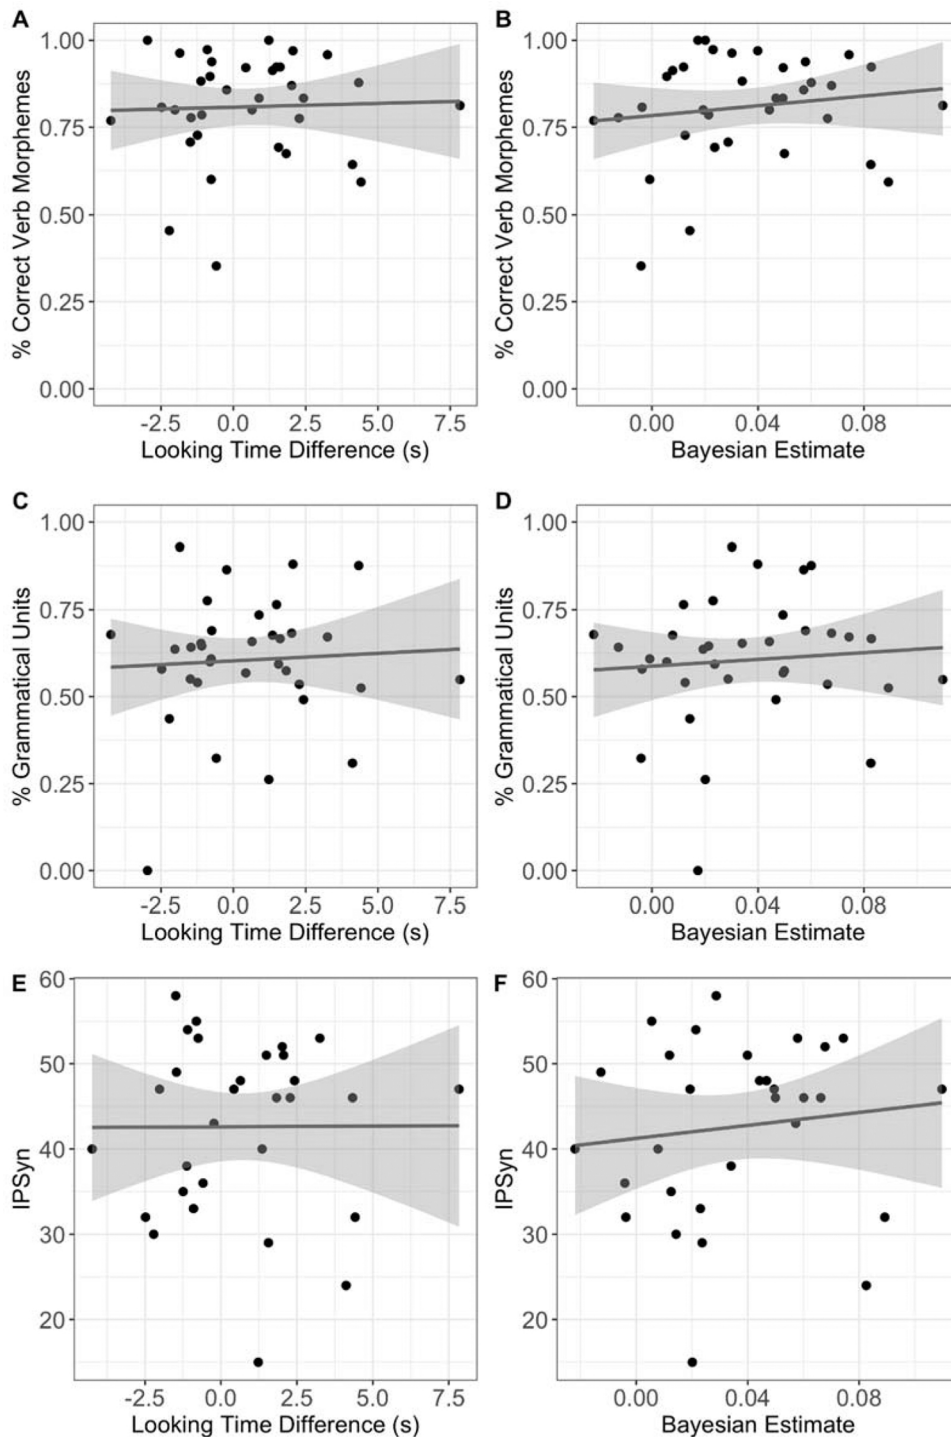 A
B
1.00
0.75
0.50
0.25
0.00
% Correct Verb Morphemes
-2.5 0.0 2.5 5.0 7.5
Looking Time Difference (s)
1.00
0.75
0.50
0.25
0.00
% Correct Verb Morphemes
0.00 0.04 0.08
Bayesian Estimate
C
D
1.00
0.75
0.50
0.25
0.00
% Grammatical Units
-2.5 0.0 2.5 5.0 7.5
Looking Time Difference (s)
1.00
0.75
0.50
0.25
0.00
% Grammatical Units
0.00 0.04 0.08
Bayesian Estimate
E
F
60
50
40
30
20
IPSyn
-2.5 0.0 2.5 5.0 7.5
Looking Time Difference (s)
60
50
40
30
20
IPSyn
0.00 0.04 0.08
Bayesian Estimate